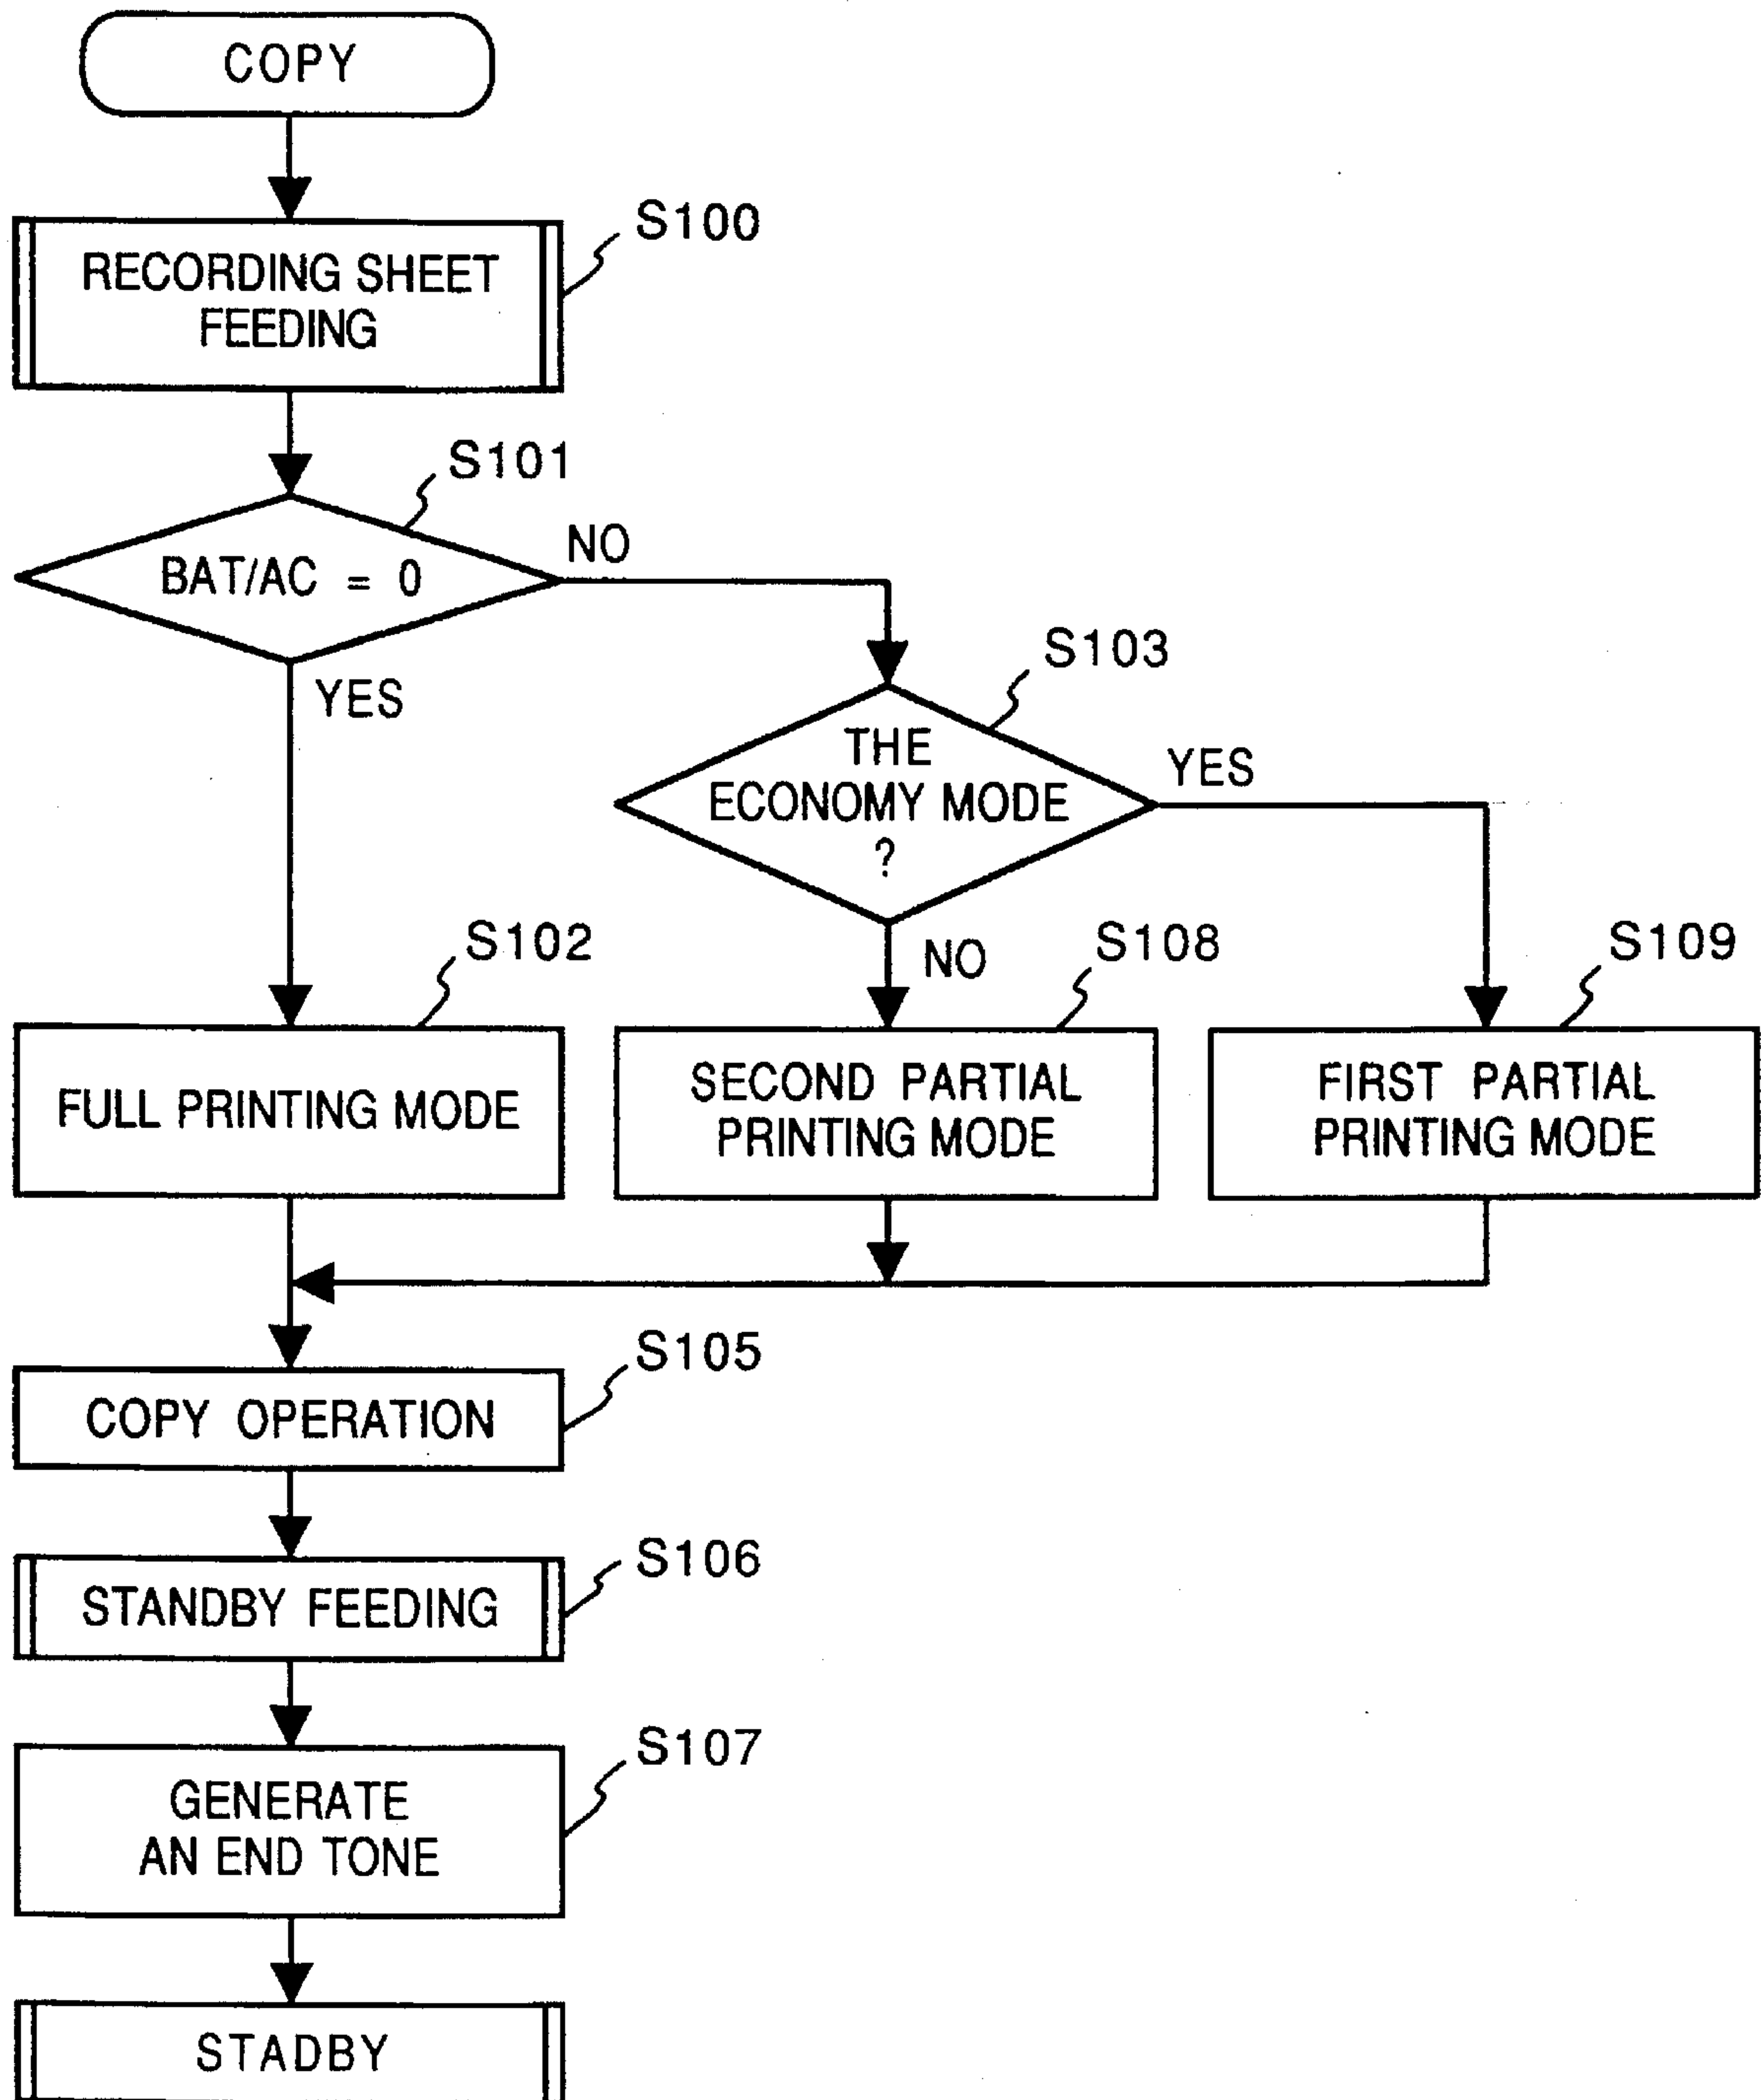 COPY
S100
RECORDING SHEET
FEEDING
S101
BAT/AC = 0
NO
YES
S103
THE
ECONOMY MODE
?
YES
NO
S102
S108
S109
FULL PRINTING MODE
SECOND PARTIAL
PRINTING MODE
FIRST PARTIAL
PRINTING MODE
S105
COPY OPERATION
S106
STANDBY FEEDING
S107
GENERATE
AN END TONE
STADBY